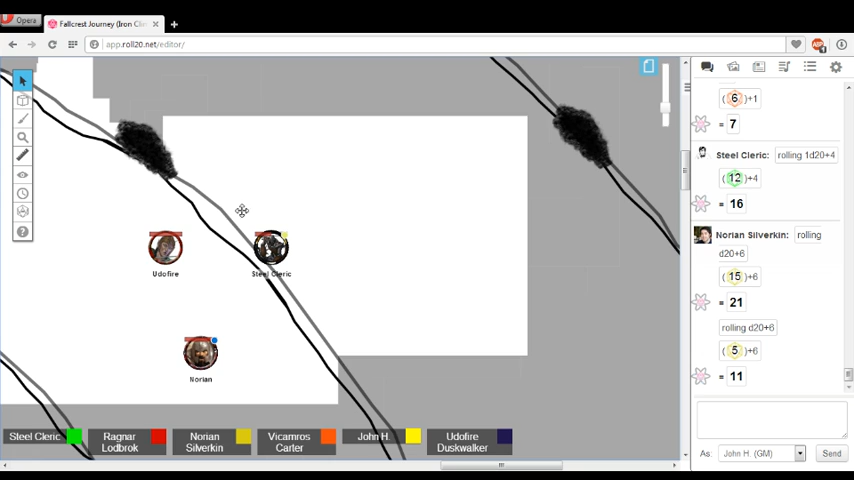 Opera
Fallcrest Journey (Iron Cli
app.roll20.net/editor/
ABP
Udofire
Steel Cleric
Norian
Steel Cleric
Ragnar
Lodbrok
Norian
Silverkin
Vicamros
Carter
John H.
Udofire
Duskwalker
(6)+1
= 7
Steel Cleric: rolling 1d20+4
(12)+4
= 16
Norian Silverkin: rolling
d20+6
(15)+6
= 21
rolling d20+6
(5)+6
= 11
As: John H. (GM)
Send